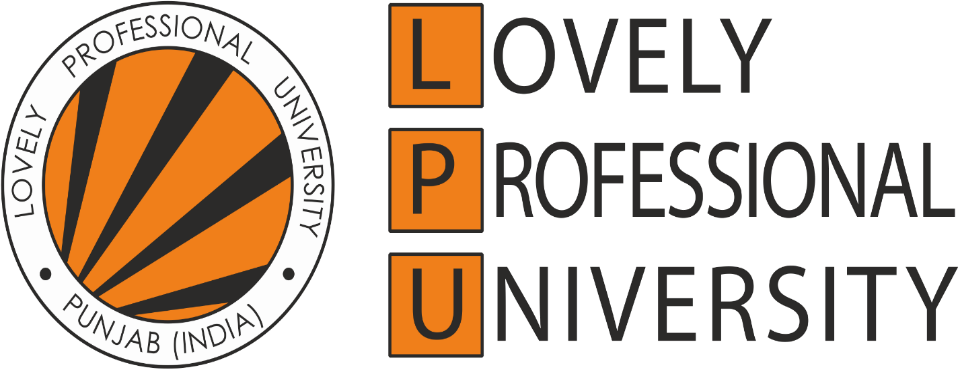 LOVELY PROFESSIONAL UNIVERSITY
PUNJAB (INDIA)
LOVELY
PROFESSIONAL
UNIVERSITY